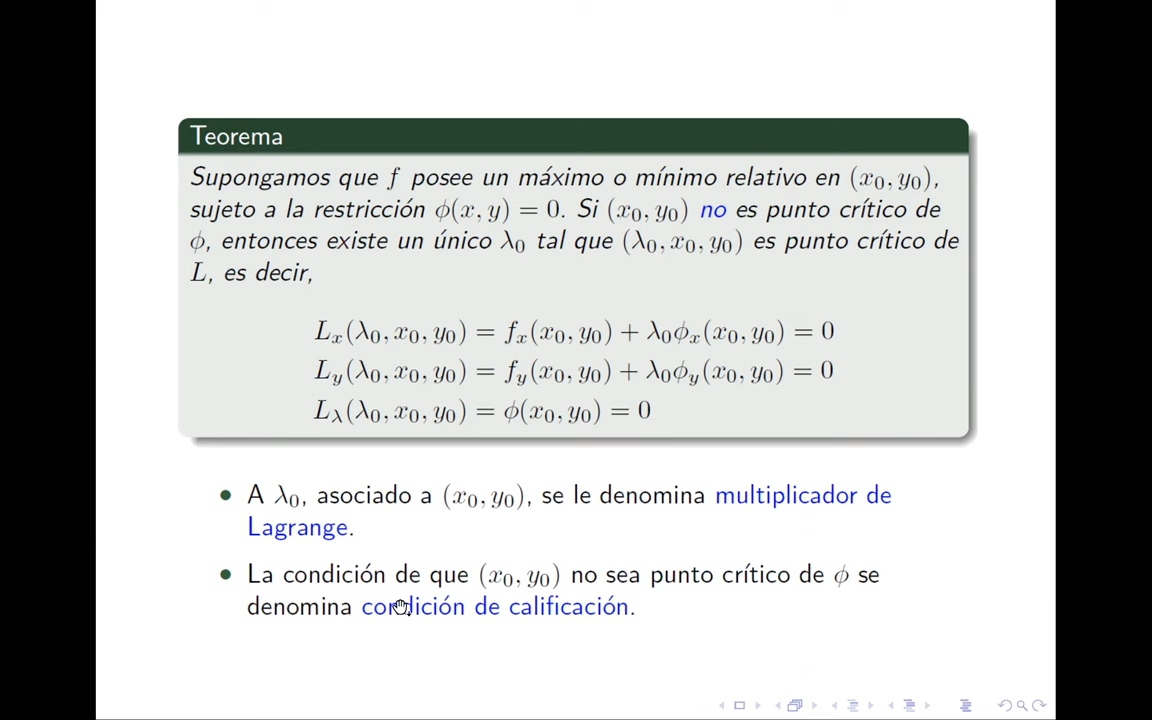 Teorema
Supongamos que f posee un máximo o mínimo relativo en (x₀, y₀),
sujeto a la restricción ϕ(x, y) = 0. Si (x₀, y₀) no es punto crítico de
ϕ, entonces existe un único λ₀ tal que (λ₀, x₀, y₀) es punto crítico de
L, es decir,
Lₓ(λ₀, x₀, y₀) = fₓ(x₀, y₀) + λ₀ϕₓ(x₀, y₀) = 0
L_y(λ₀, x₀, y₀) = f_y(x₀, y₀) + λ₀ϕ_y(x₀, y₀) = 0
L_λ(λ₀, x₀, y₀) = ϕ(x₀, y₀) = 0
• A λ₀, asociado a (x₀, y₀), se le denomina multiplicador de
Lagrange.
• La condición de que (x₀, y₀) no sea punto crítico de ϕ se
denomina condición de calificación.